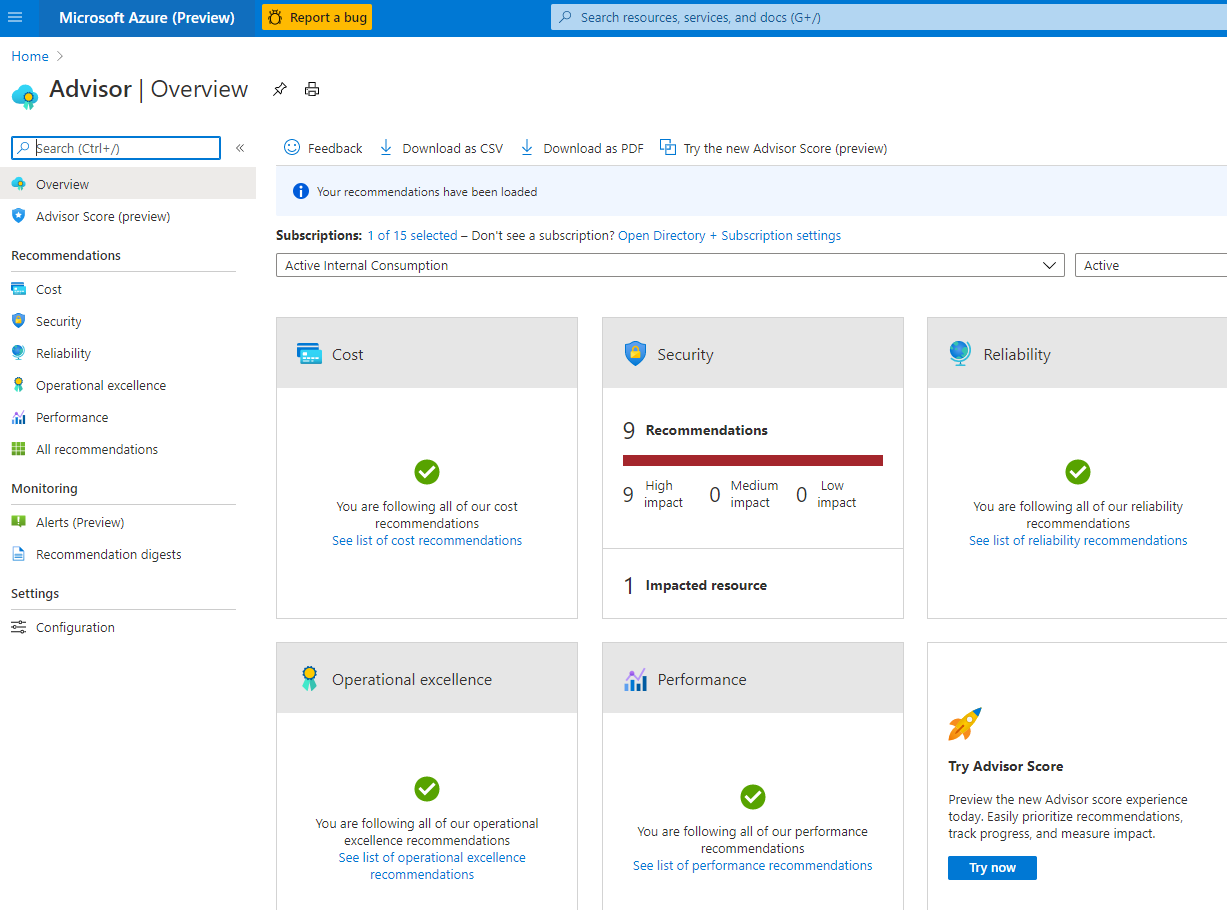 Microsoft Azure (Preview)
Report a bug
Search resources, services, and docs (G+/)
Home
Advisor | Overview
Search (Ctrl+/)
Overview
Advisor Score (preview)
Recommendations
Cost
Security
Reliability
Operational excellence
Performance
All recommendations
Monitoring
Alerts (Preview)
Recommendation digests
Settings
Configuration
Feedback
Download as CSV
Download as PDF
Try the new Advisor Score (preview)
Your recommendations have been loaded
Subscriptions: 1 of 15 selected – Don't see a subscription? Open Directory + Subscription settings
Active Internal Consumption
Active
Cost
You are following all of our cost
recommendations
See list of cost recommendations
Security
9 Recommendations
9 High
impact
0 Medium
impact
0 Low
impact
1 Impacted resource
Reliability
You are following all of our reliability
recommendations
See list of reliability recommendations
Operational excellence
You are following all of our operational
excellence recommendations
See list of operational excellence
recommendations
Performance
You are following all of our performance
recommendations
See list of performance recommendations
Try Advisor Score
Preview the new Advisor score experience
today. Easily prioritize recommendations,
track progress, and measure impact.
Try now